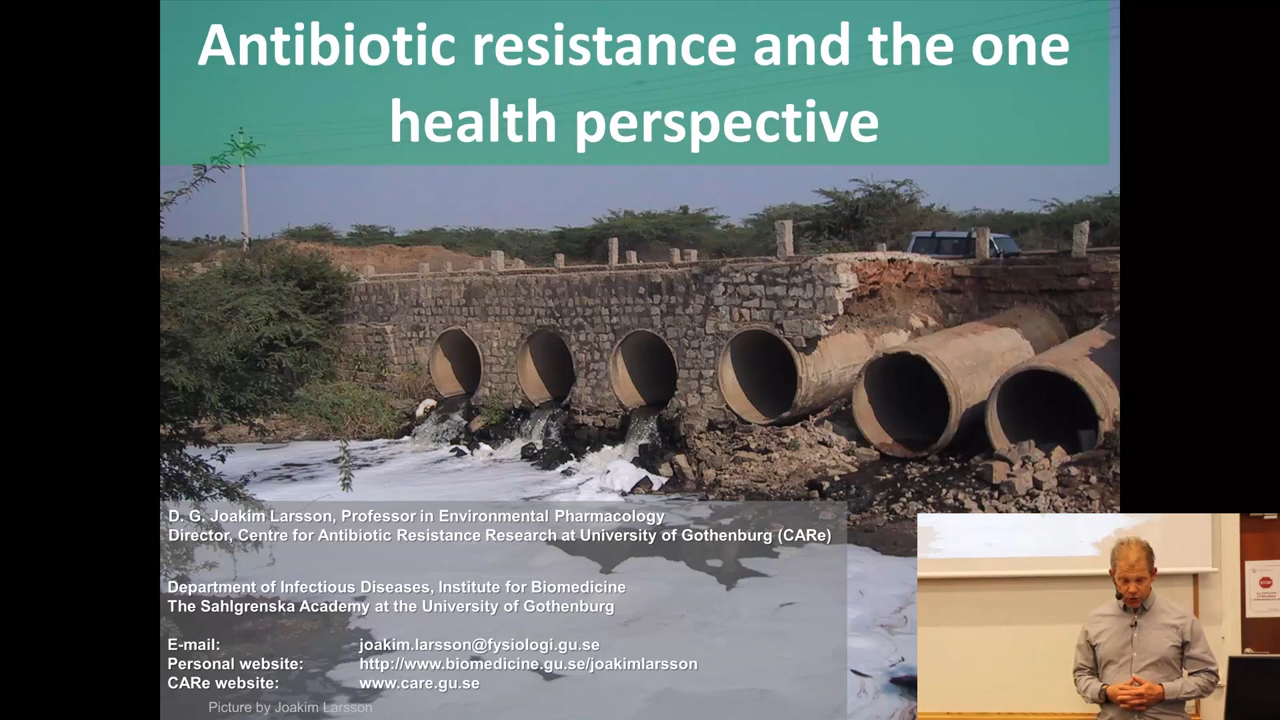 Antibiotic resistance and the one
health perspective
D. G. Joakim Larsson, Professor in Environmental Pharmacology
Director, Centre for Antibiotic Resistance Research at University of Gothenburg (CARe)
Department of Infectious Diseases, Institute for Biomedicine
The Sahlgrenska Academy at the University of Gothenburg
E-mail: joakim.larsson@fysiologi.gu.se
Personal website: http://www.biomedicine.gu.se/joakimlarsson
CARe website: www.care.gu.se
Picture by Joakim Larsson